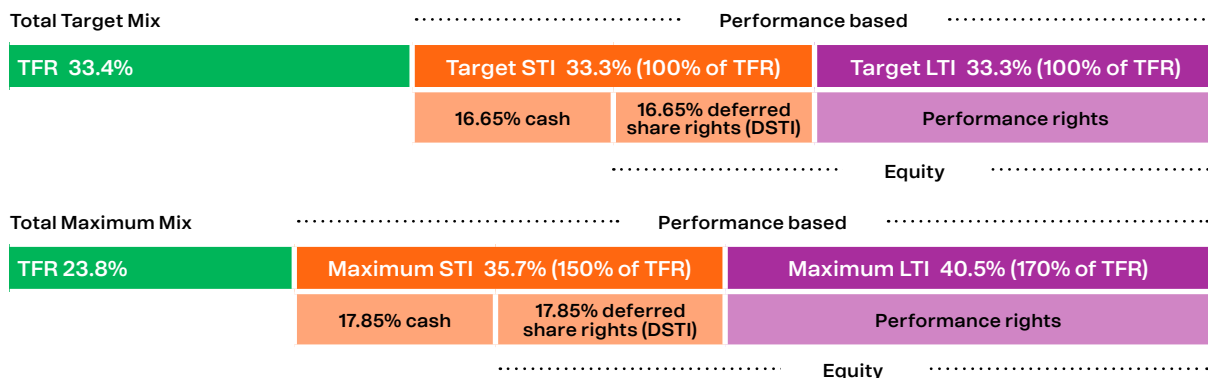 Total Target Mix
Performance based
TFR 33.4%
Target STI 33.3% (100% of TFR)
Target LTI 33.3% (100% of TFR)
16.65% cash
16.65% deferred
share rights (DSTI)
Performance rights
Equity
Total Maximum Mix
Performance based
TFR 23.8%
Maximum STI 35.7% (150% of TFR)
Maximum LTI 40.5% (170% of TFR)
17.85% cash
17.85% deferred
share rights (DSTI)
Performance rights
Equity